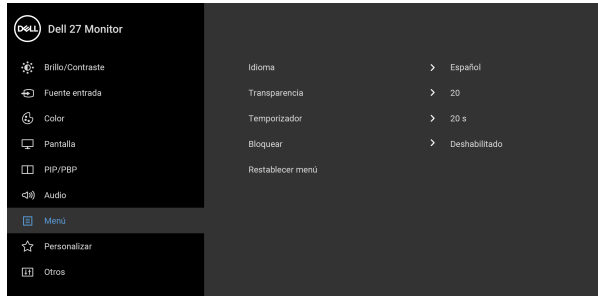 DELL Dell 27 Monitor
Brillo/Contraste
Fuente entrada
Color
Pantalla
PIP/PBP
Audio
Menú
Personalizar
Otros
Idioma > Español
Transparencia > 20
Temporizador > 20 s
Bloquear > Deshabilitado
Restablecer menú